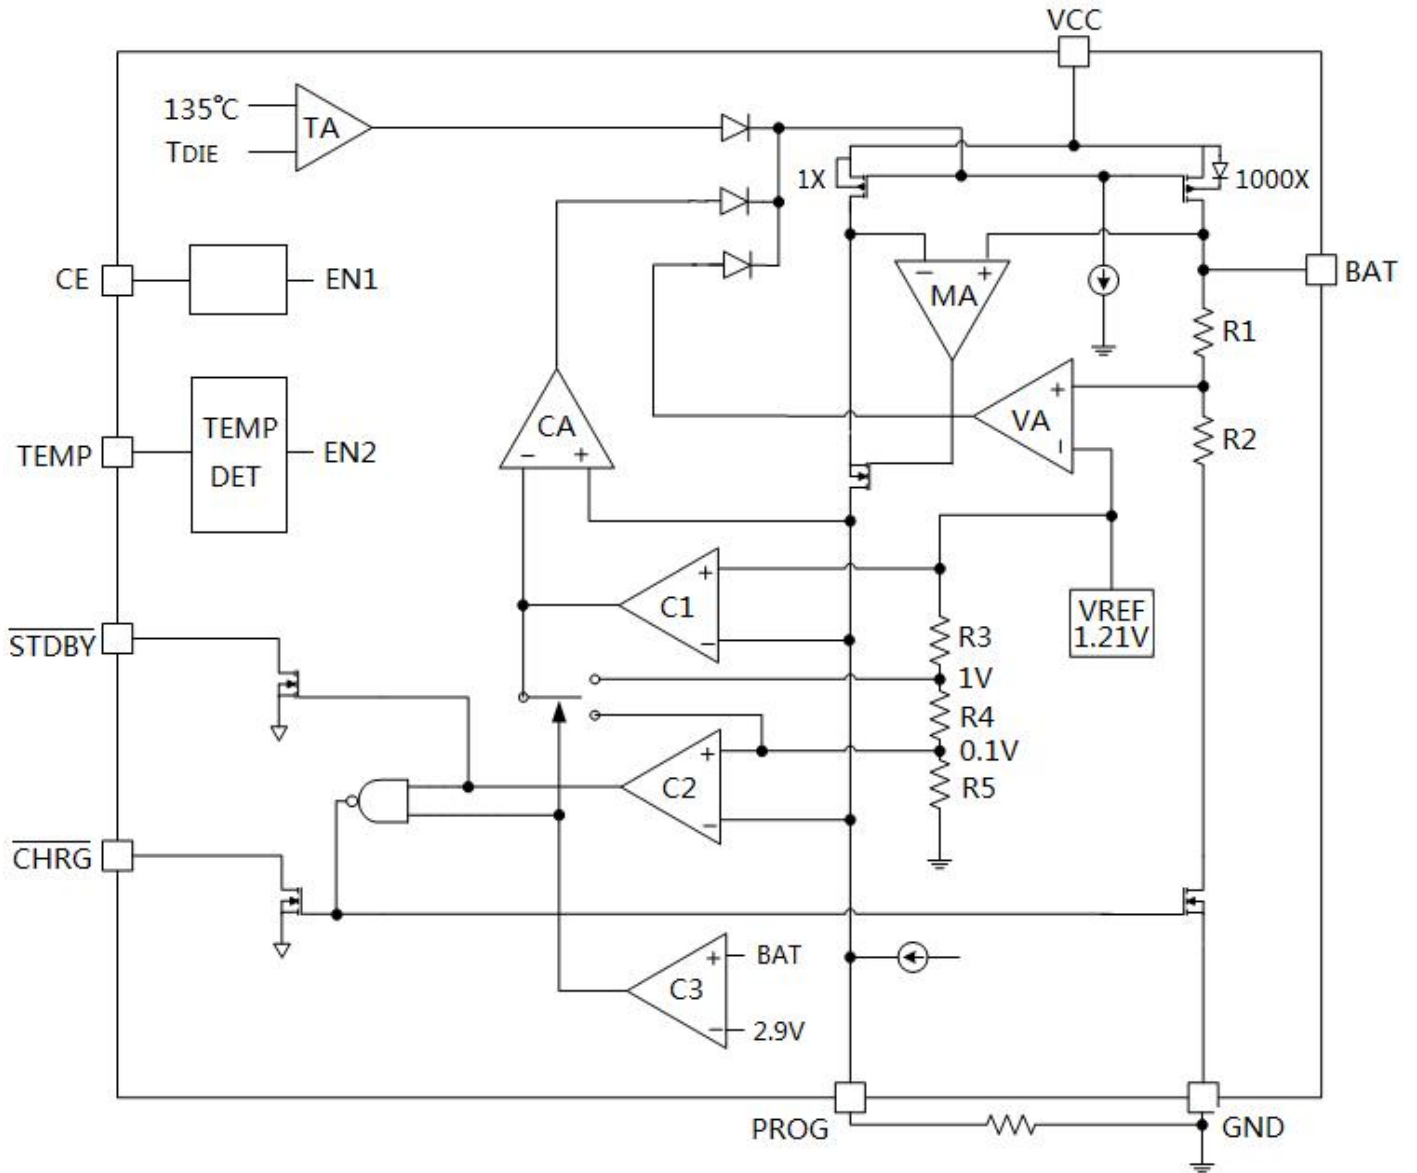 VCC
135℃
TA
TDIE
1X
1000X
CE
EN1
−
+
MA
BAT
R1
+
VA
−
R2
CA
−
+
TEMP
TEMP
DET
EN2
+
C1
−
VREF
1.21V
R3
STDBY
1V
R4
0.1V
+
C2
−
R5
CHRG
+
BAT
C3
−
2.9V
PROG
GND